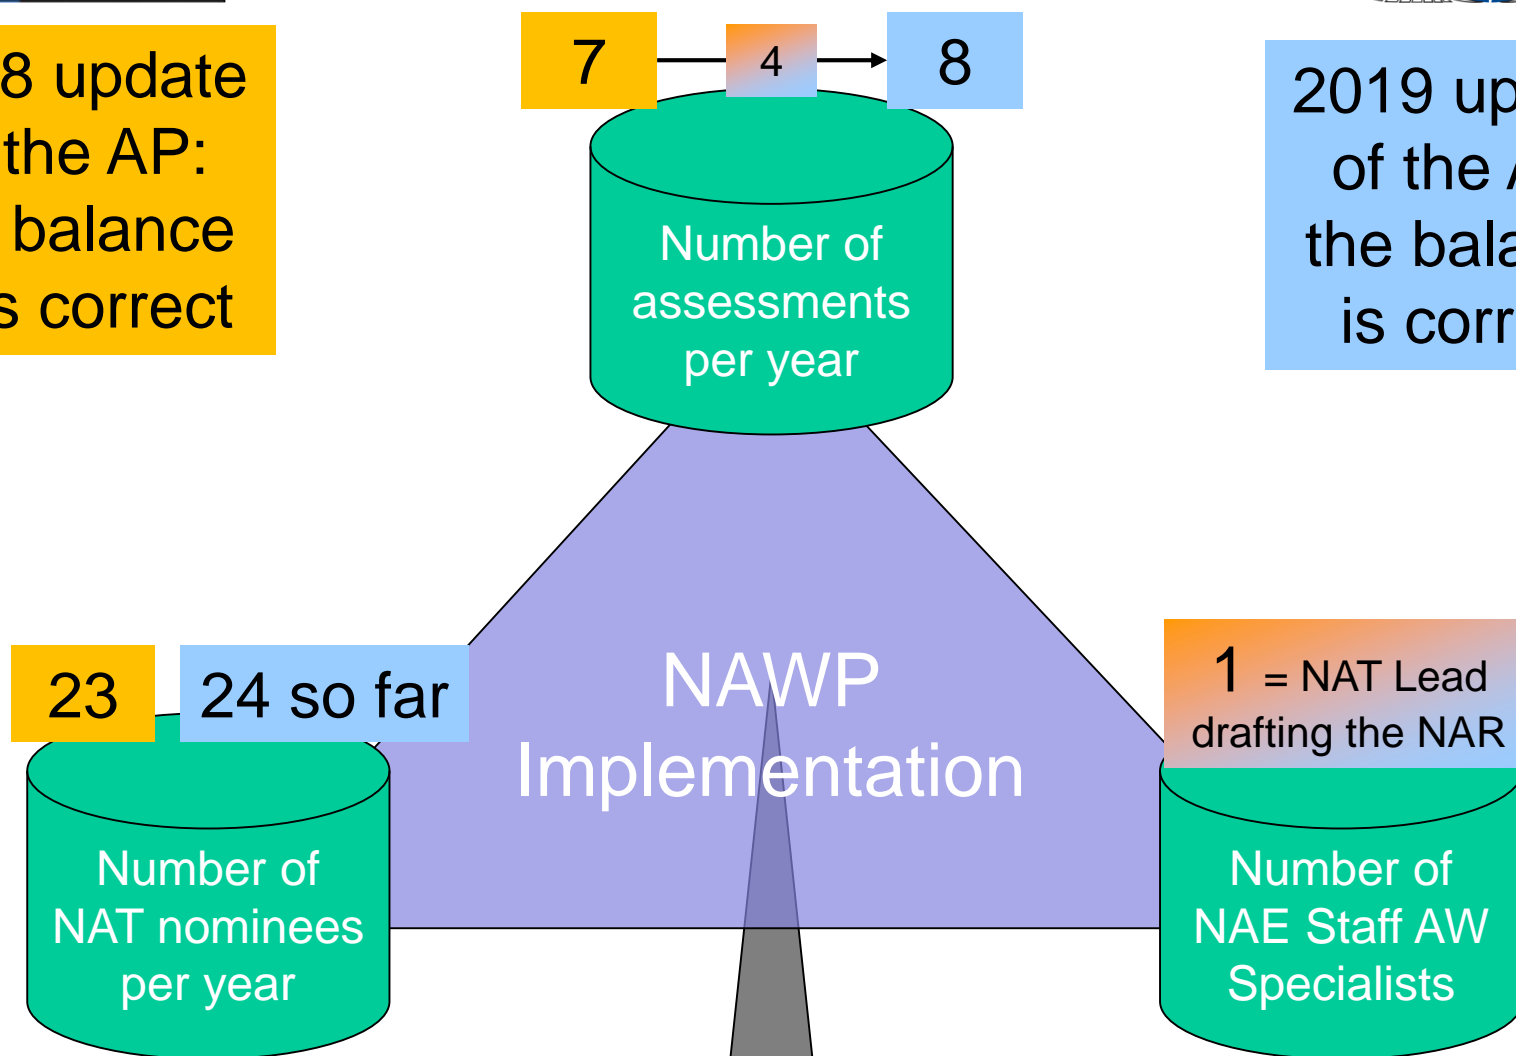 8 update
the AP:
balance
s correct
7
4
8
2019 up
of the A
the bala
is corr
Number of
assessments
per year
23
24 so far
NAWP
Implementation
1 = NAT Lead
drafting the NAR
Number of
NAT nominees
per year
Number of
NAE Staff AW
Specialists